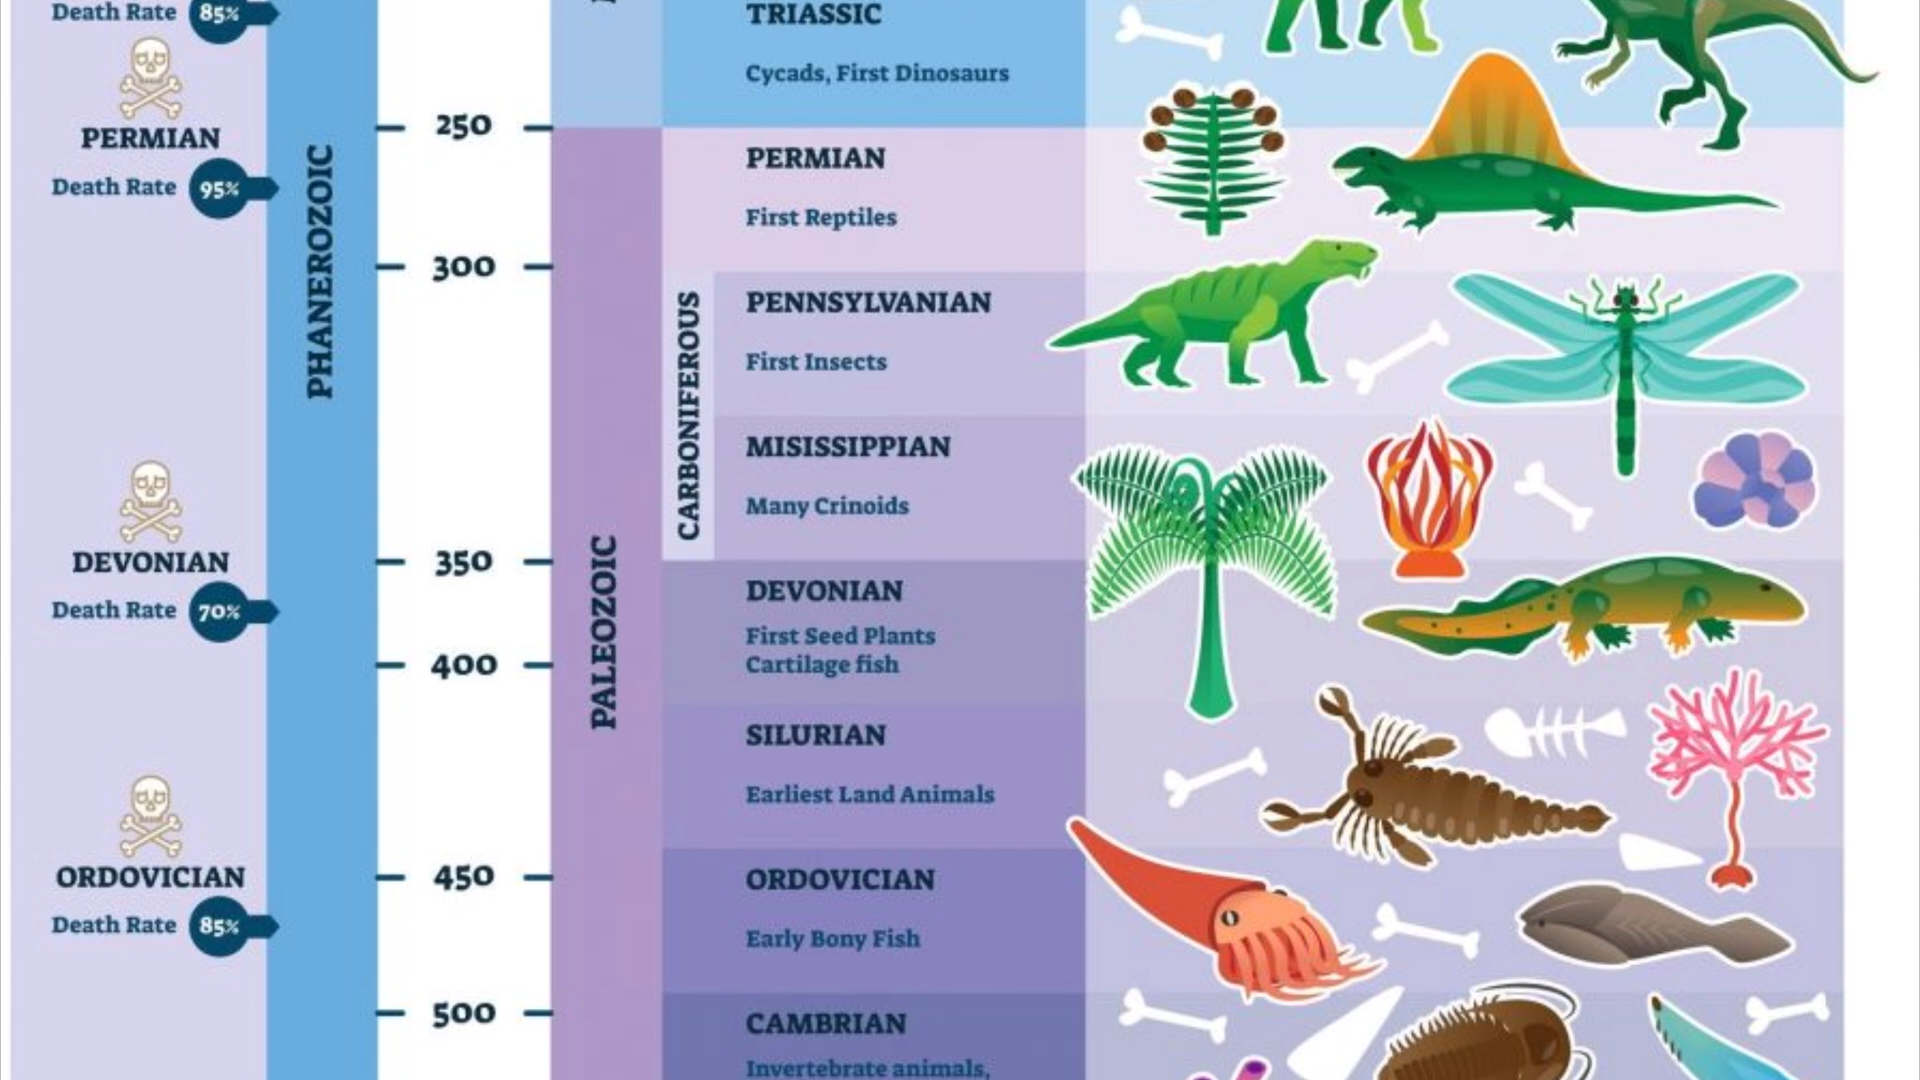 Death Rate 85%
PERMIAN
Death Rate 95%
DEVONIAN
Death Rate 70%
ORDOVICIAN
Death Rate 85%
PHANEROZOIC
250
300
350
400
450
500
PALEOZOIC
TRIASSIC
Cycads, First Dinosaurs
PERMIAN
First Reptiles
CARBONIFEROUS
PENNSYLVANIAN
First Insects
MISISSIPPIAN
Many Crinoids
DEVONIAN
First Seed Plants
Cartilage fish
SILURIAN
Earliest Land Animals
ORDOVICIAN
Early Bony Fish
CAMBRIAN
Invertebrate animals,